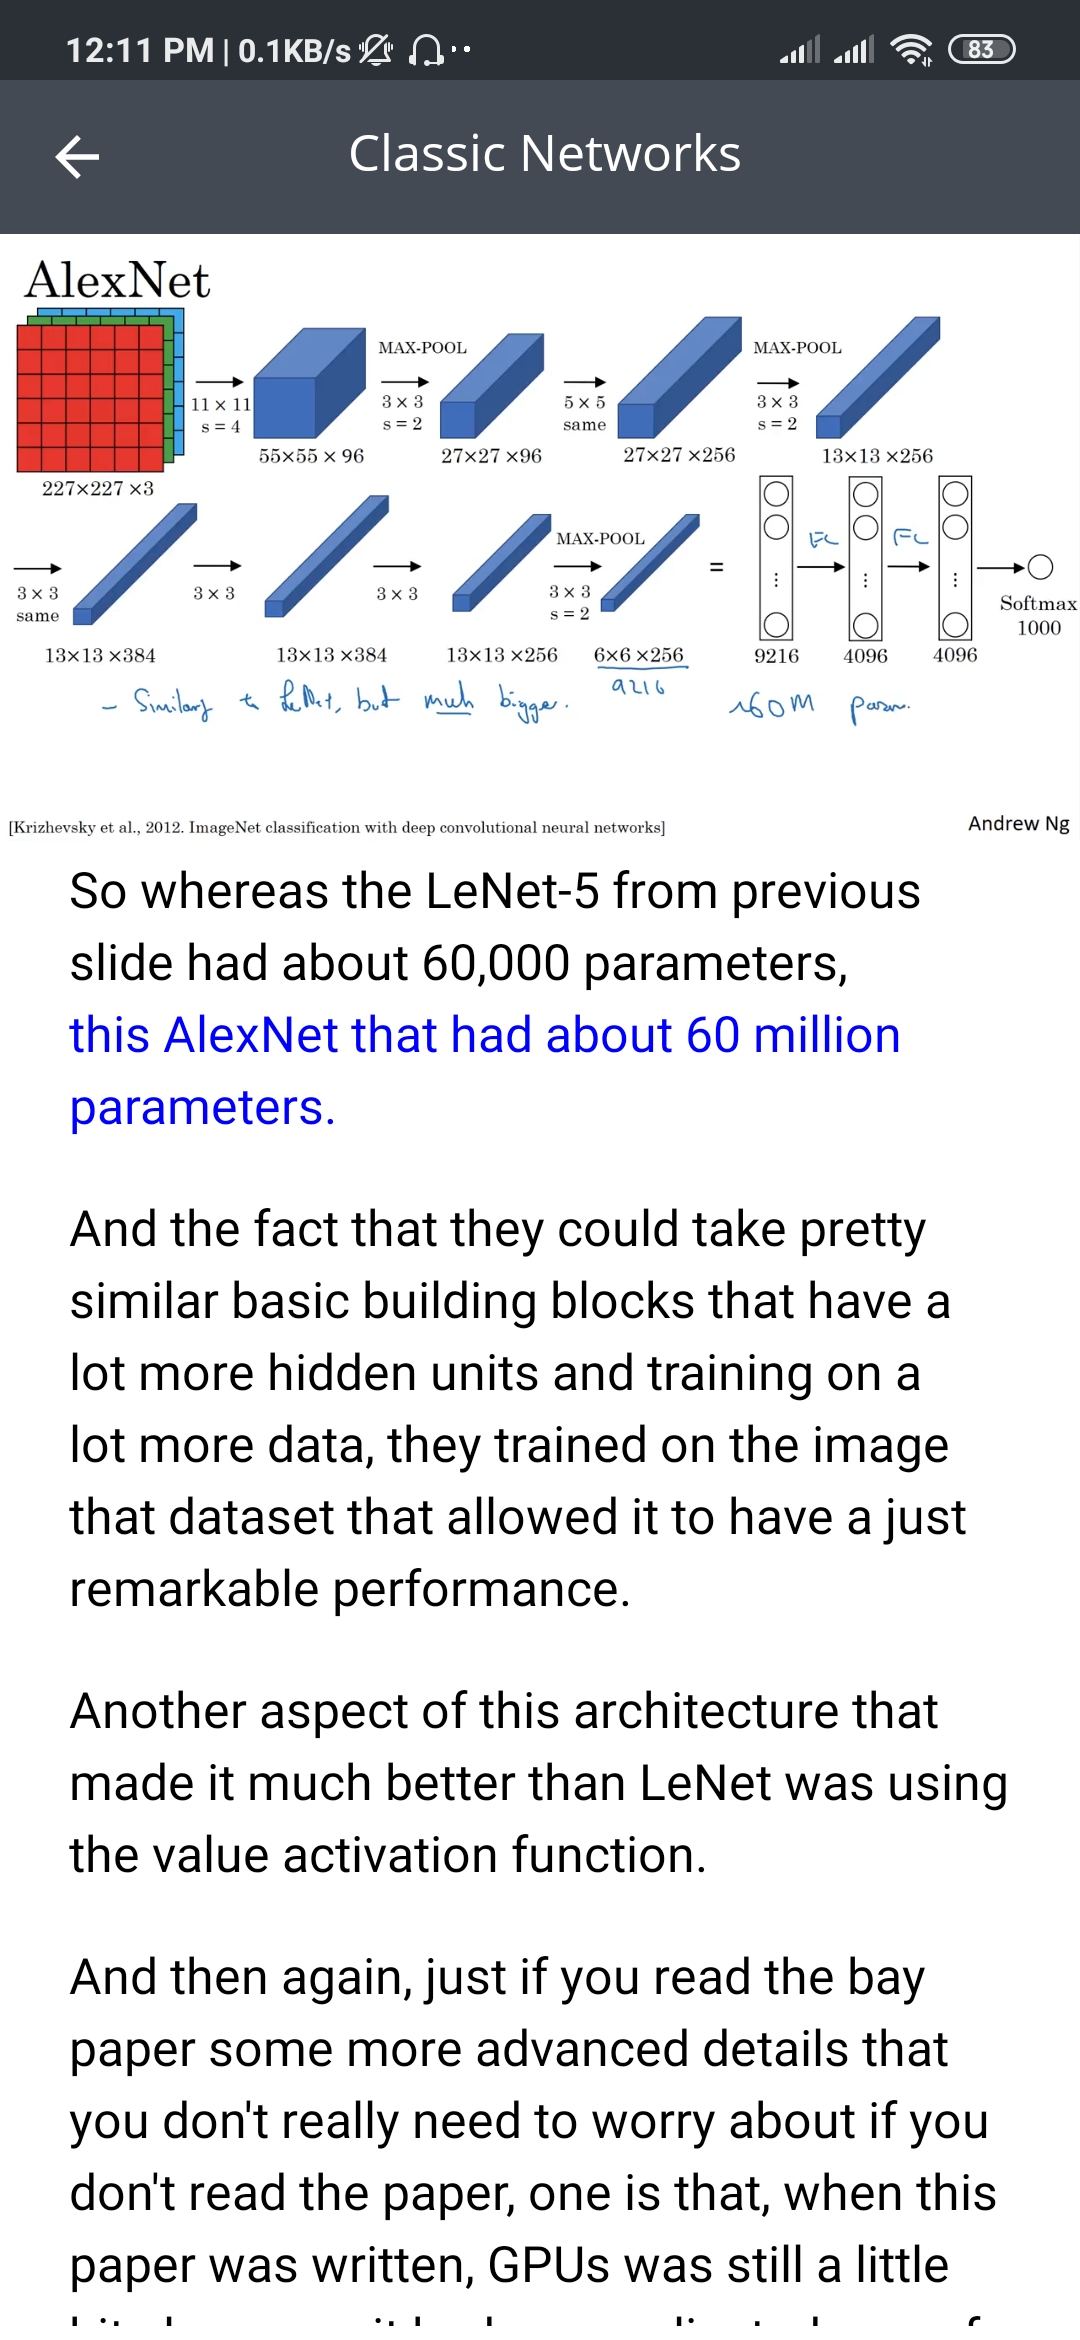 12:11 PM | 0.1KB/s
83
Classic Networks
AlexNet
MAX-POOL
MAX-POOL
11 × 11
s = 4
3 × 3
s = 2
5 × 5
same
3 × 3
s = 2
227×227 ×3
55×55 × 96
27×27 ×96
27×27 ×256
13×13 ×256
MAX-POOL
FC
FC
3 × 3
same
3 × 3
3 × 3
3 × 3
s = 2
=
Softmax
1000
13×13 ×384
13×13 ×384
13×13 ×256
6×6 ×256
9216
4096
4096
- Similarity to LeNet, but much bigger.
9216
~60M param.
[Krizhevsky et al., 2012. ImageNet classification with deep convolutional neural networks]
Andrew Ng
So whereas the LeNet-5 from previous
slide had about 60,000 parameters,
this AlexNet that had about 60 million
parameters.
And the fact that they could take pretty
similar basic building blocks that have a
lot more hidden units and training on a
lot more data, they trained on the image
that dataset that allowed it to have a just
remarkable performance.
Another aspect of this architecture that
made it much better than LeNet was using
the value activation function.
And then again, just if you read the bay
paper some more advanced details that
you don't really need to worry about if you
don't read the paper, one is that, when this
paper was written, GPUs was still a little